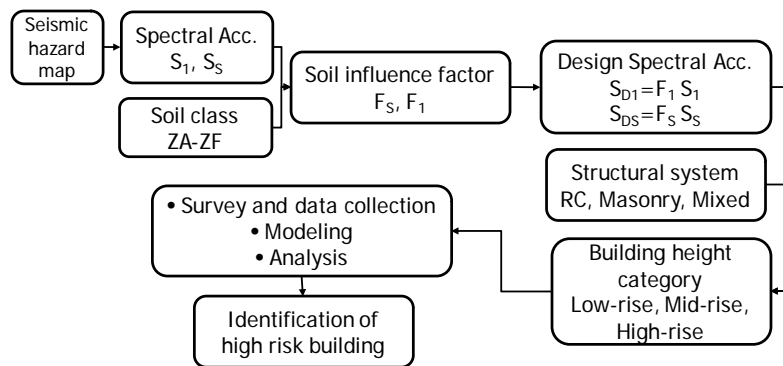 Seismic
hazard
map
Spectral Acc.
S₁, Sₛ
Soil class
ZA-ZF
Soil influence factor
Fₛ, F₁
Design Spectral Acc.
S_D1=F₁ S₁
S_DS=Fₛ Sₛ
Structural system
RC, Masonry, Mixed
Building height
category
Low-rise, Mid-rise,
High-rise
• Survey and data collection
• Modeling
• Analysis
Identification of
high risk building